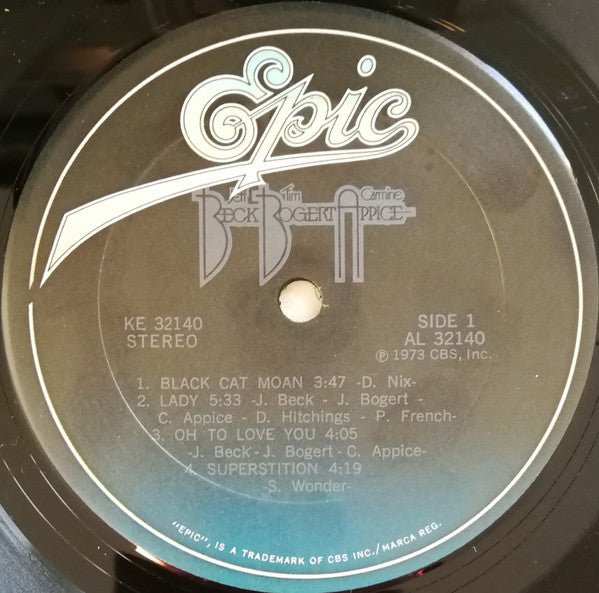 Epic
Jeff Tim Carmine
BECK BOGERT APPICE
KE 32140
STEREO
SIDE 1
AL 32140
℗ 1973 CBS, Inc.
1. BLACK CAT MOAN 3:47 -D. Nix-
2. LADY 5:33 -J. Beck - J. Bogert -
C. Appice - D. Hitchings - P. French-
3. OH TO LOVE YOU 4:05
-J. Beck-J. Bogert- C. Appice-
4. SUPERSTITION 4:19
-S. Wonder-
"EPIC", IS A TRADEMARK OF CBS INC./MARCA REG.